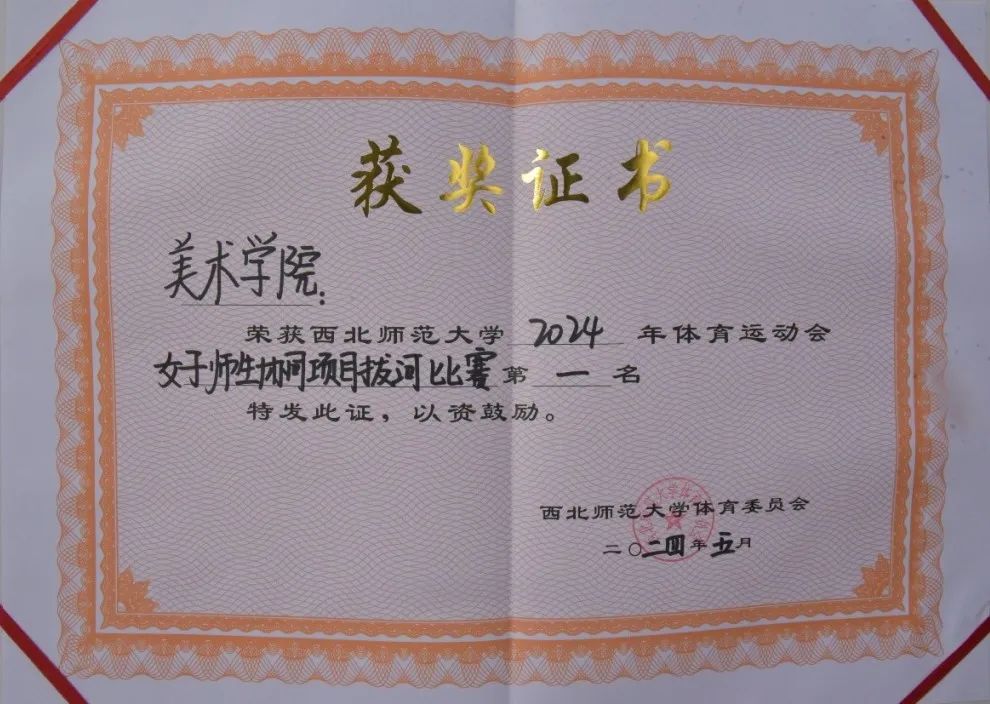 获奖证书
美术学院:
荣获西北师范大学 2024 年体育运动会
女子师生协同项目拔河比赛第一名
特发此证，以资鼓励。
西北师范大学体育委员会
二〇二四年五月